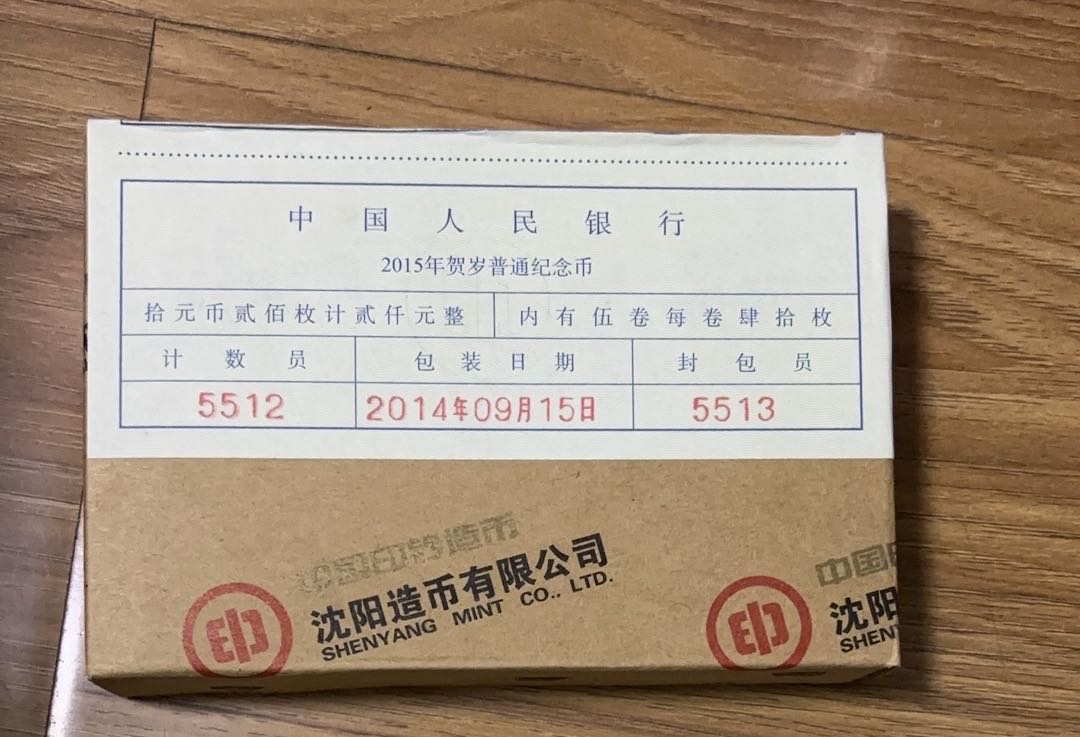 中国人民银行
2015年贺岁普通纪念币
拾元币贰佰枚计贰仟元整 内有伍卷每卷肆拾枚
计数员 包装日期 封包员
5512 2014年09月15日 5513
中国印钞造币
沈阳造币有限公司
SHENYANG MINT CO., LTD.
中国
沈阳
SHEN